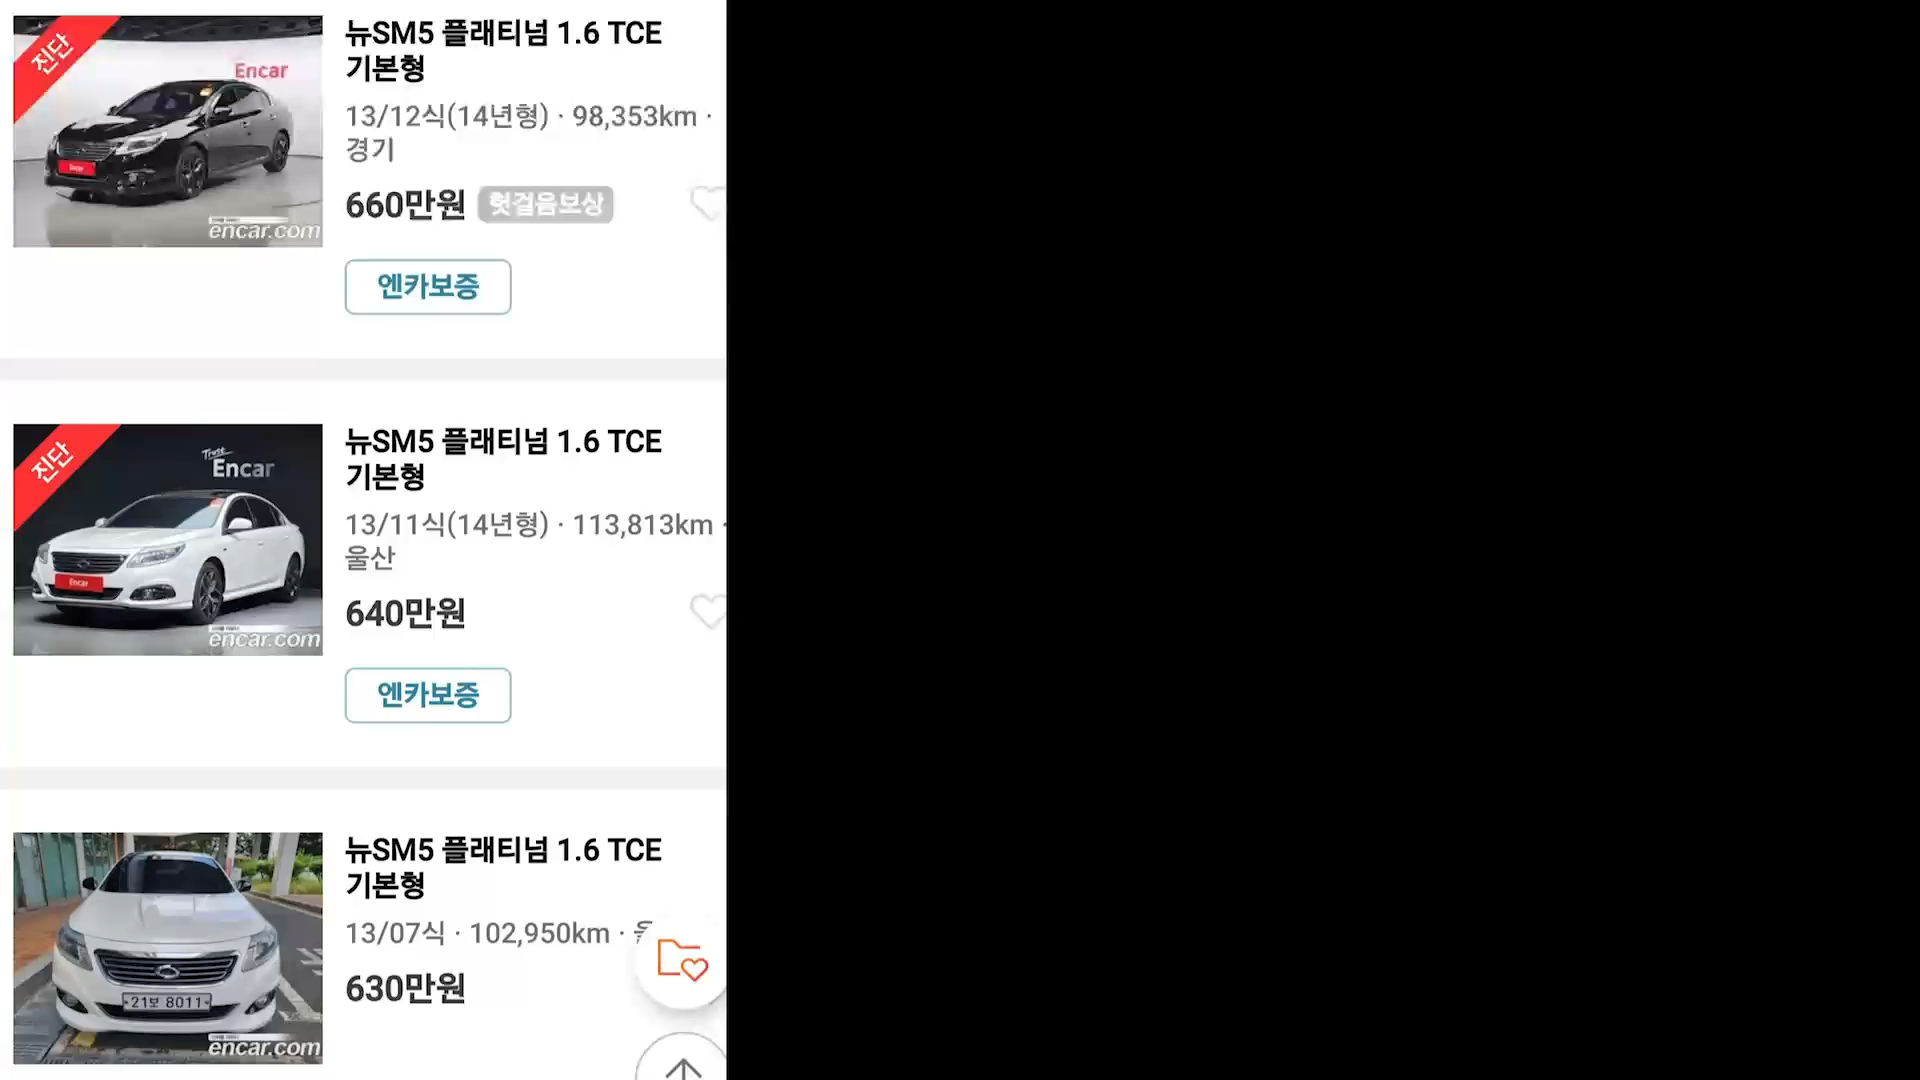 진단
Encar
Encar
encar.com
뉴SM5 플래티넘 1.6 TCE
기본형
13/12식(14년형) · 98,353km ·
경기
660만원 헛걸음보상
엔카보증
진단
Encar
Encar
encar.com
뉴SM5 플래티넘 1.6 TCE
기본형
13/11식(14년형) · 113,813km ·
울산
640만원
엔카보증
21보 8011
encar.com
뉴SM5 플래티넘 1.6 TCE
기본형
13/07식 · 102,950km ·
630만원